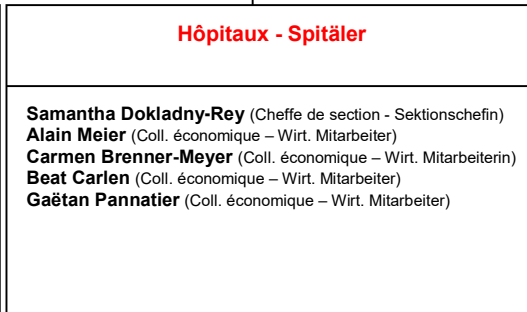 Hôpitaux - Spitäler
Samantha Dokladny-Rey (Cheffe de section - Sektionschefin)
Alain Meier (Coll. économique – Wirt. Mitarbeiter)
Carmen Brenner-Meyer (Coll. économique – Wirt. Mitarbeiterin)
Beat Carlen (Coll. économique – Wirt. Mitarbeiter)
Gaëtan Pannatier (Coll. économique – Wirt. Mitarbeiter)